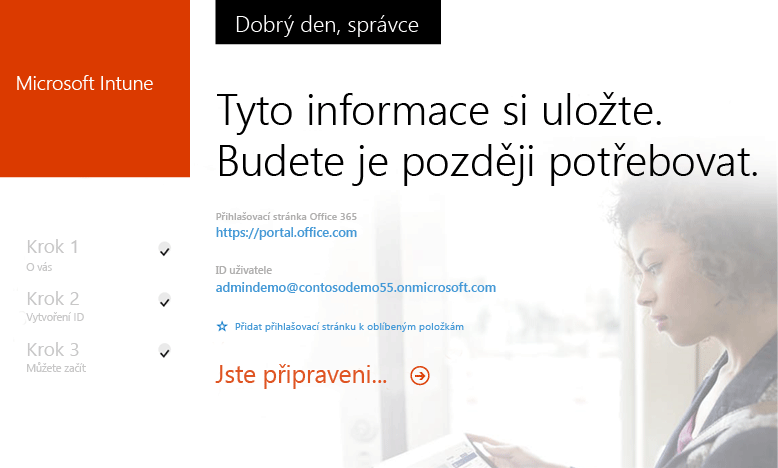 Microsoft Intune
Dobrý den, správce
Tyto informace si uložte.
Budete je později potřebovat.
Krok 1
O vás
Krok 2
Vytvoření ID
Krok 3
Můžete začít
Přihlašovací stránka Office 365
https://portal.office.com
ID uživatele
admindemo@contosodemo55.onmicrosoft.com
Přidat přihlašovací stránku k oblíbeným položkám
Jste připraveni...